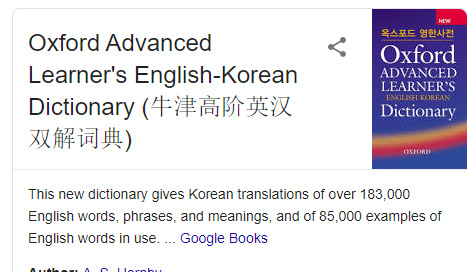 Oxford Advanced
Learner's English-Korean
Dictionary (牛津高阶英汉
双解词典)
NEW
옥스포드 영한사전
Oxford
ADVANCED
LEARNER'S
ENGLISH-KOREAN
Dictionary
OXFORD
This new dictionary gives Korean translations of over 183,000
English words, phrases, and meanings, and of 85,000 examples of
English words in use. ... Google Books
Author: A. S. Hornby